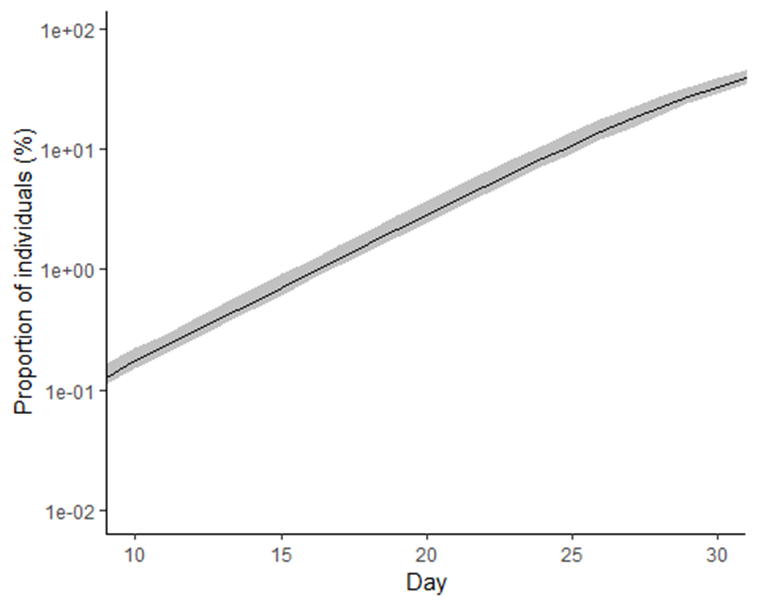 Proportion of individuals (%)
1e+02
1e+01
1e+00
1e-01
1e-02
10 15 20 25 30
Day